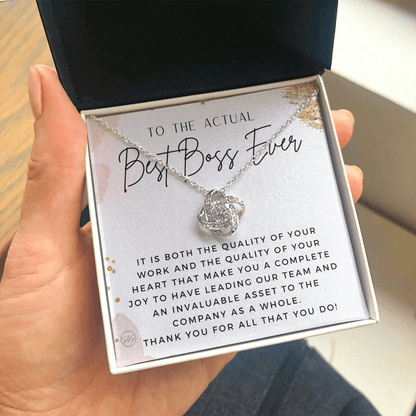 TO THE ACTUAL
Best Boss Ever
IT IS BOTH THE QUALITY OF YOUR
WORK AND THE QUALITY OF YOUR
HEART THAT MAKE YOU A COMPLETE
JOY TO HAVE LEADING OUR TEAM AND
AN INVALUABLE ASSET TO THE
COMPANY AS A WHOLE.
THANK YOU FOR ALL THAT YOU DO!